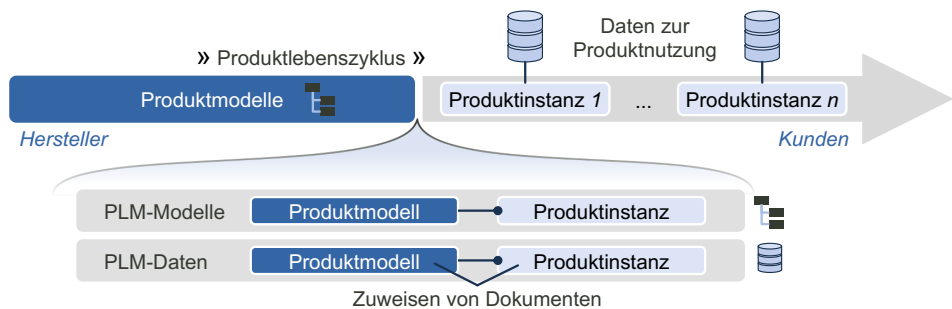 Daten zur
Produktnutzung
» Produktlebenszyklus »
Produktmodelle
Produktinstanz 1
...
Produktinstanz n
Hersteller
Kunden
PLM-Modelle Produktmodell Produktinstanz
PLM-Daten Produktmodell Produktinstanz
Zuweisen von Dokumenten